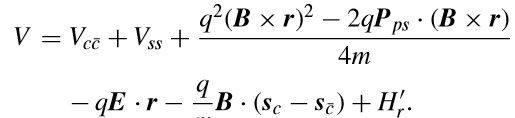 V = V_{c\bar{c}} + V_{ss} + \frac{q^2(\boldsymbol{B} \times \boldsymbol{r})^2 - 2q\boldsymbol{P}_{ps} \cdot (\boldsymbol{B} \times \boldsymbol{r})}{4m}
- q\boldsymbol{E} \cdot \boldsymbol{r} - \frac{q}{m}\boldsymbol{B} \cdot (\boldsymbol{s}_c - \boldsymbol{s}_{\bar{c}}) + H'_r.